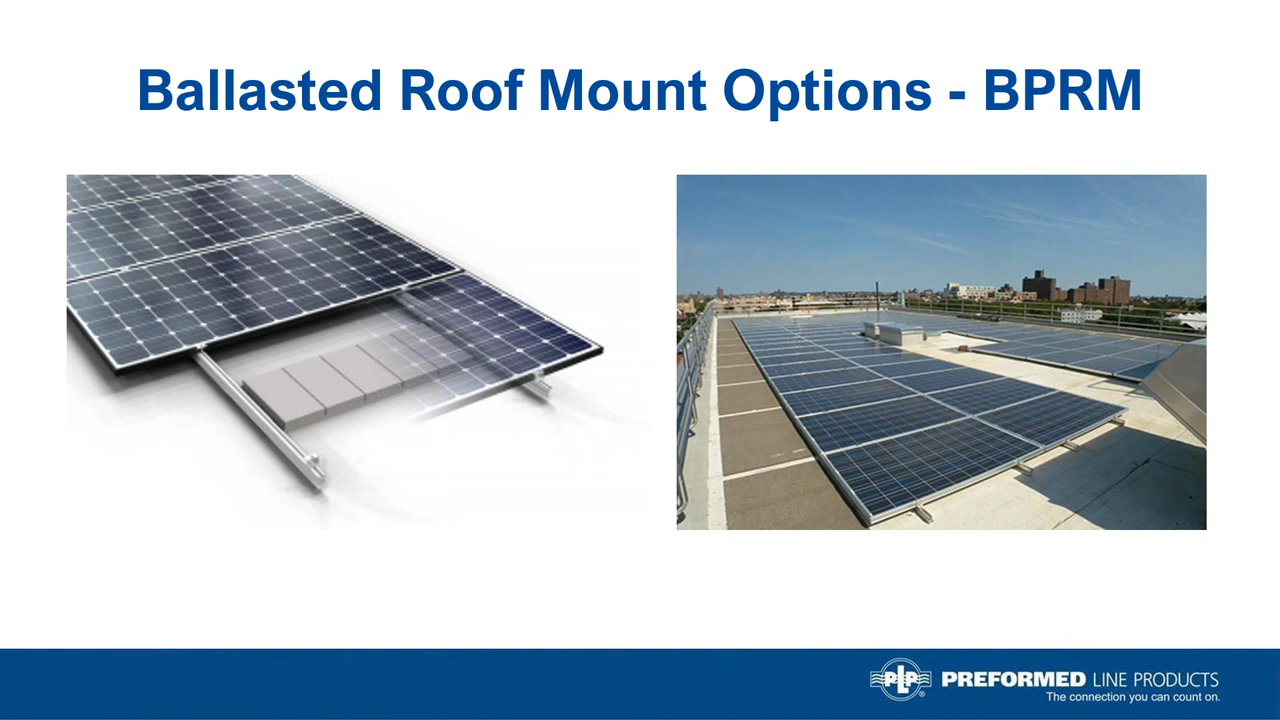 Ballasted Roof Mount Options - BPRM
PLP
PREFORMED LINE PRODUCTS
The connection you can count on.